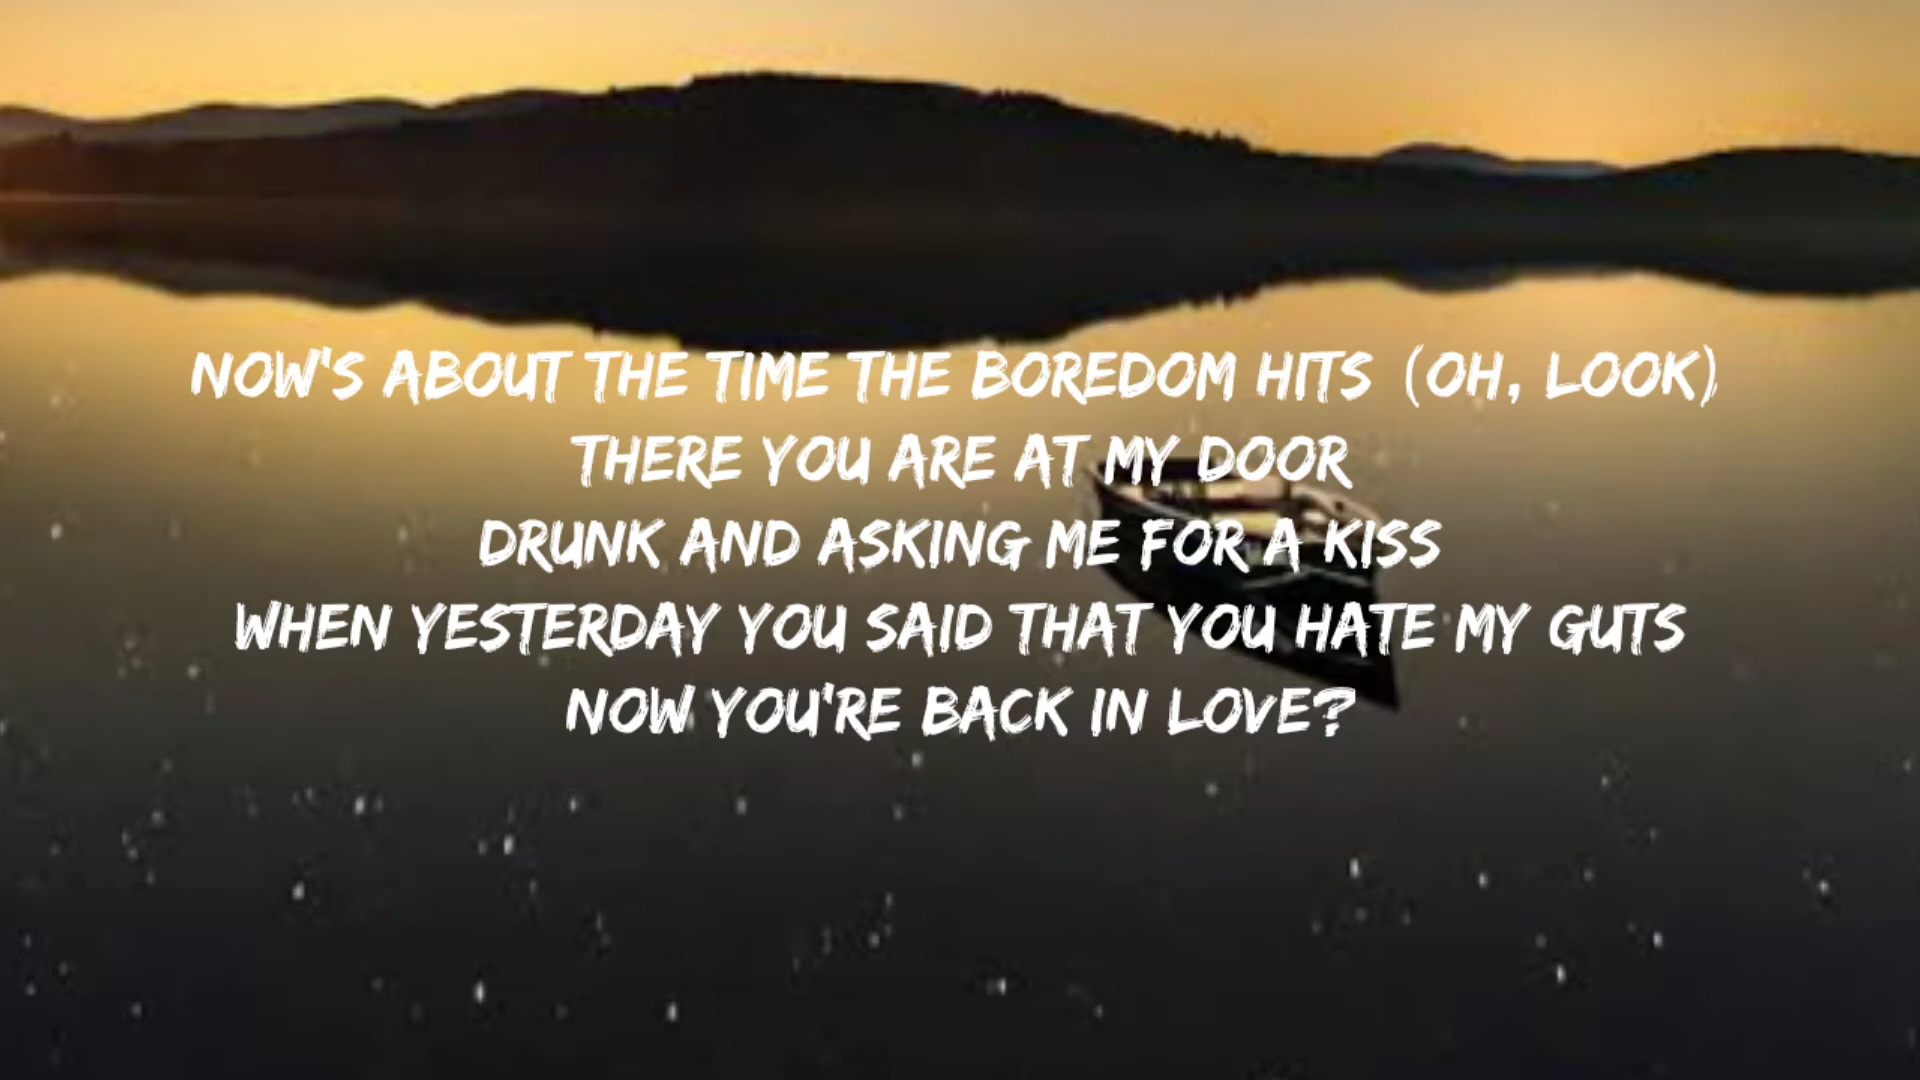 NOW'S ABOUT THE TIME THE BOREDOM HITS (OH, LOOK)
THERE YOU ARE AT MY DOOR
DRUNK AND ASKING ME FOR A KISS
WHEN YESTERDAY YOU SAID THAT YOU HATE MY GUTS
NOW YOU'RE BACK IN LOVE?